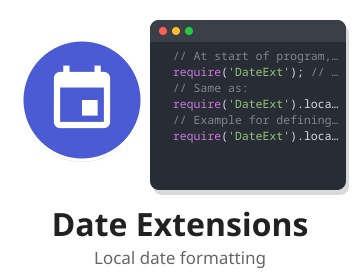 // At start of program,…
require('DateExt'); // …
// Same as:
require('DateExt').loca…
// Example for defining…
require('DateExt').loca…
Date Extensions
Local date formatting